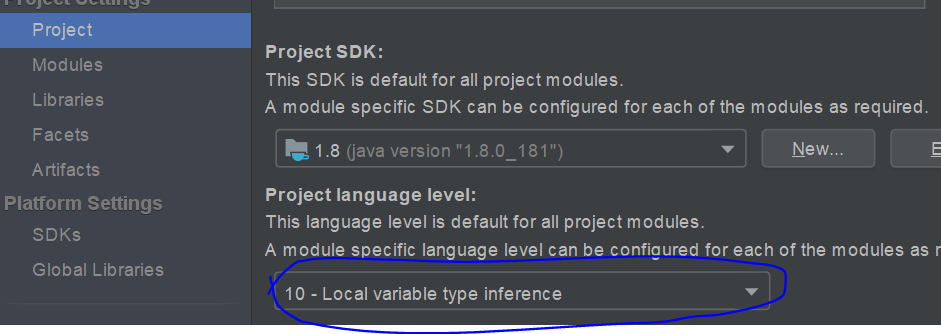 Project Settings
Project
Modules
Libraries
Facets
Artifacts
Platform Settings
SDKs
Global Libraries
Project SDK:
This SDK is default for all project modules.
A module specific SDK can be configured for each of the modules as required.
1.8 (java version "1.8.0_181")
New...
E
Project language level:
This language level is default for all project modules.
A module specific language level can be configured for each of the modules as r
10 - Local variable type inference